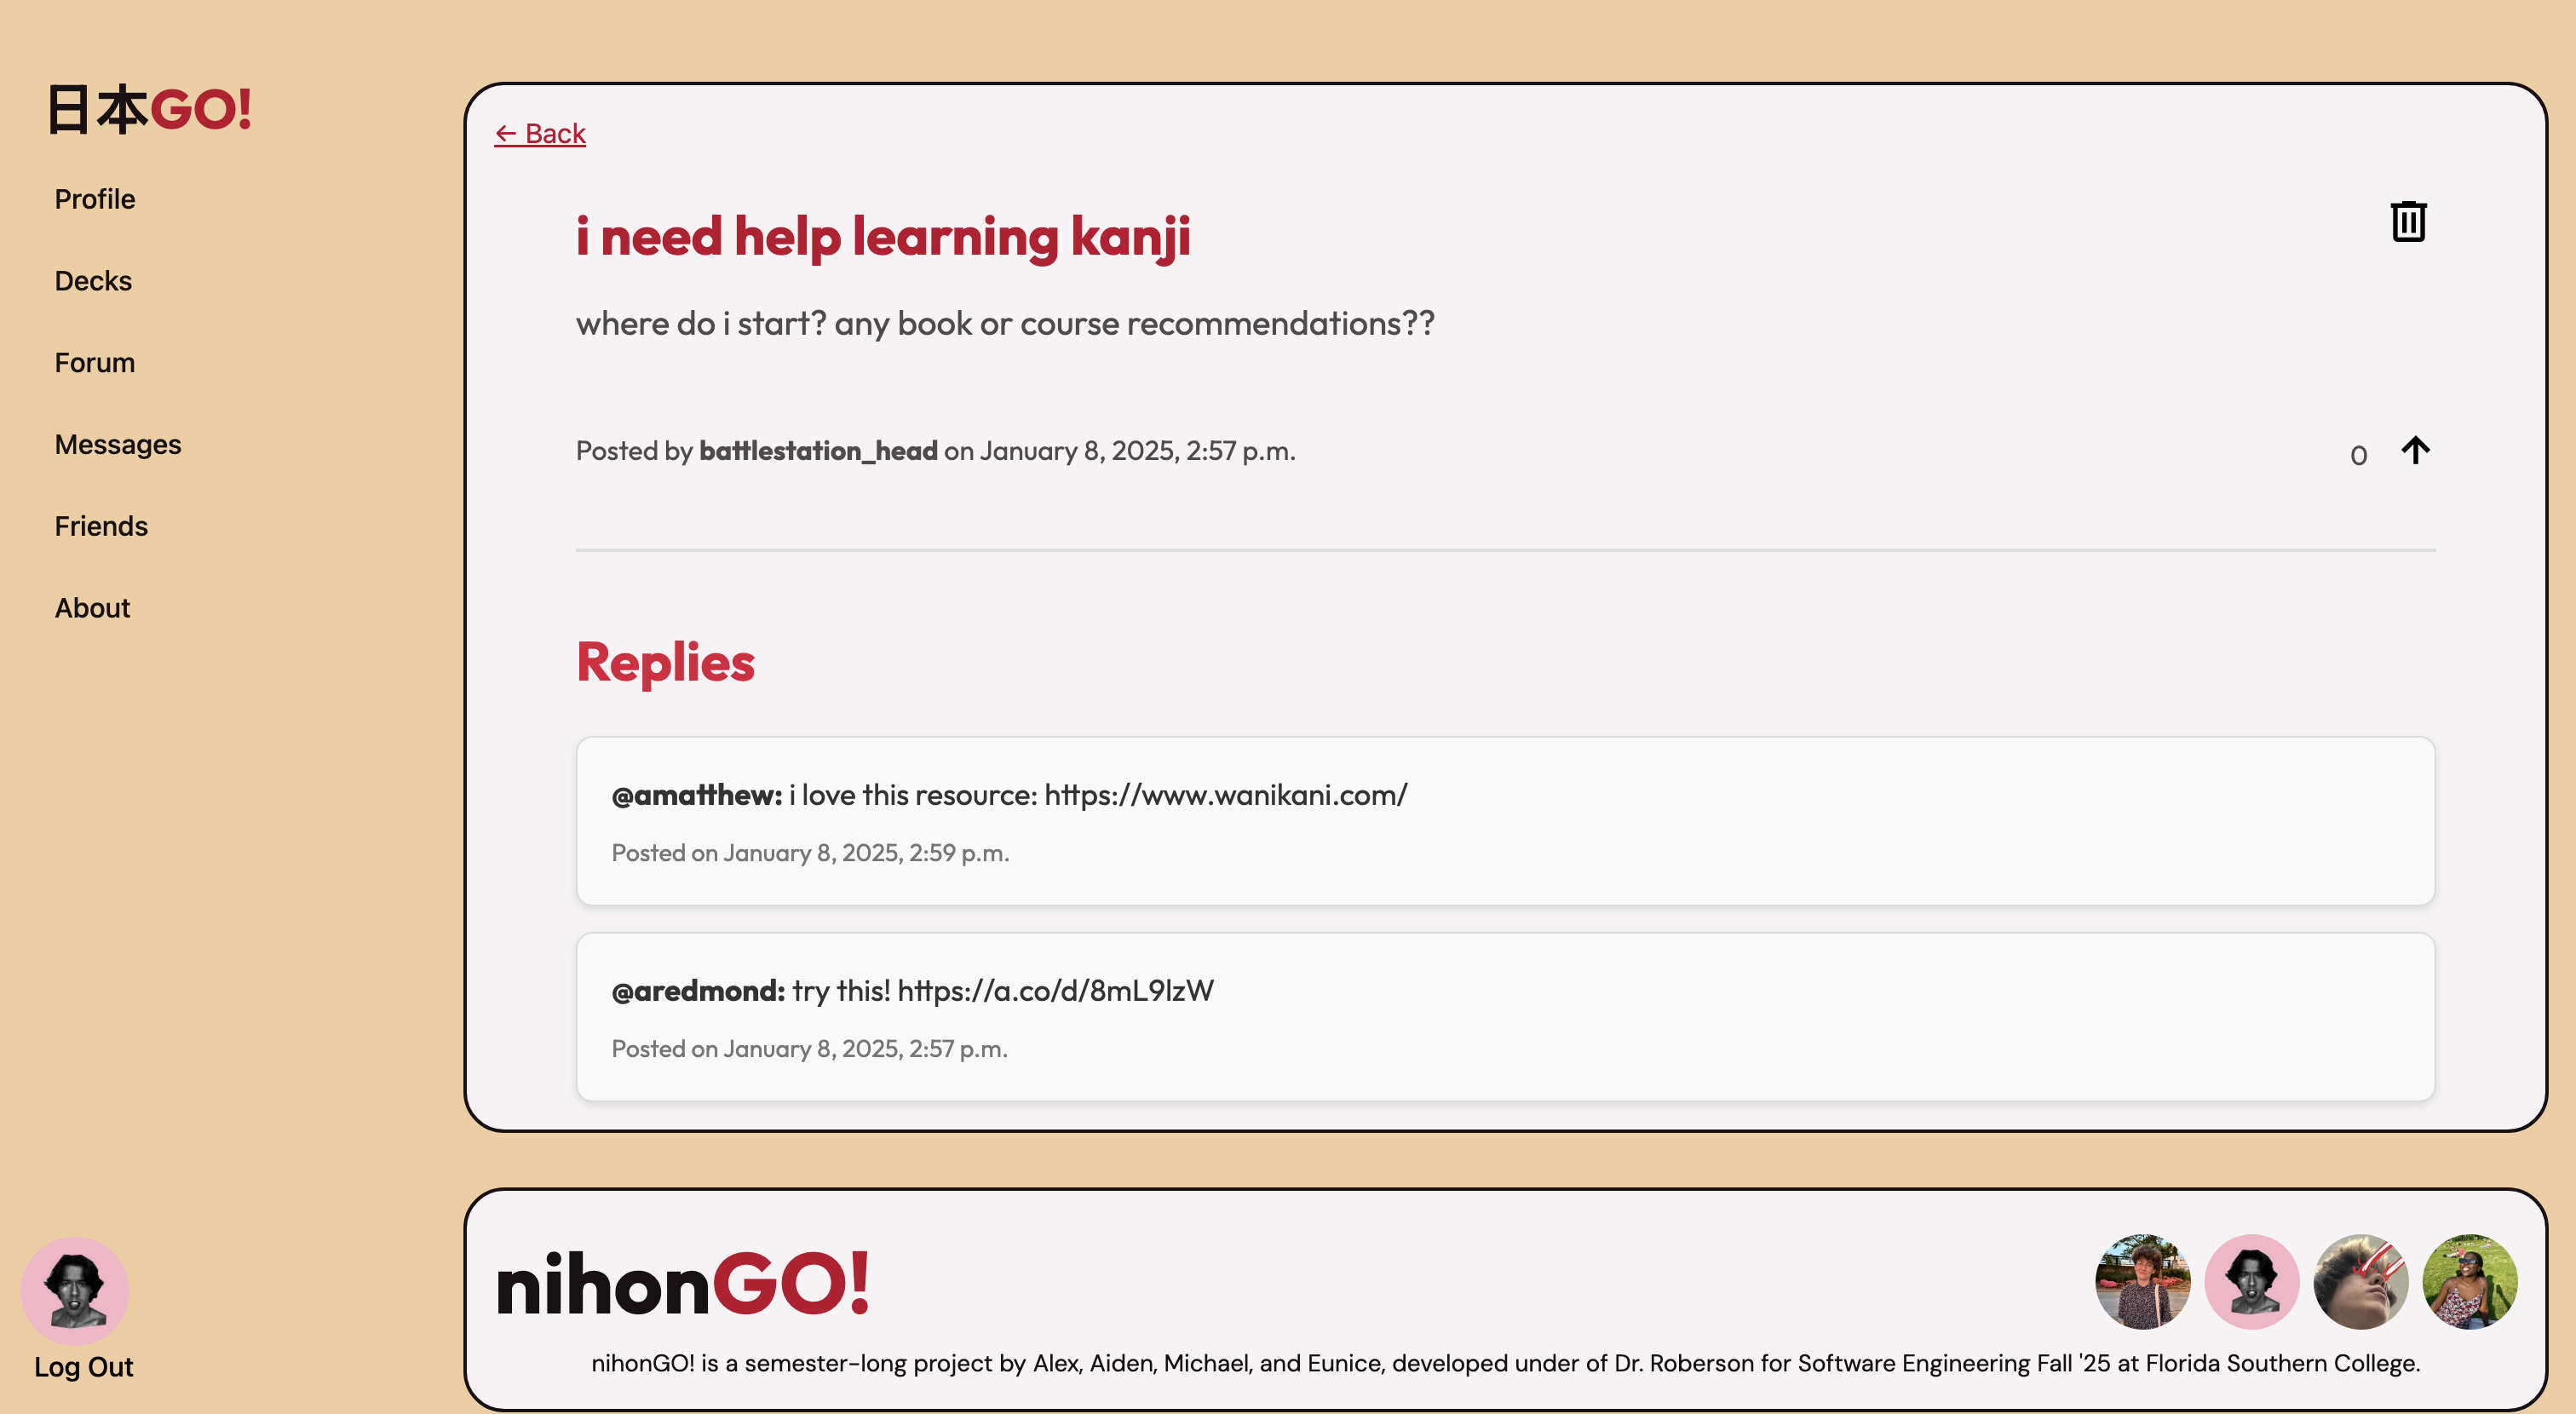 日本GO!
Profile
Decks
Forum
Messages
Friends
About
Log Out
← Back
i need help learning kanji
where do i start? any book or course recommendations??
Posted by battlestation_head on January 8, 2025, 2:57 p.m.
0
Replies
@amatthew: i love this resource: https://www.wanikani.com/
Posted on January 8, 2025, 2:59 p.m.
@aredmond: try this! https://a.co/d/8mL9lzW
Posted on January 8, 2025, 2:57 p.m.
nihonGO!
nihonGO! is a semester-long project by Alex, Aiden, Michael, and Eunice, developed under of Dr. Roberson for Software Engineering Fall '25 at Florida Southern College.